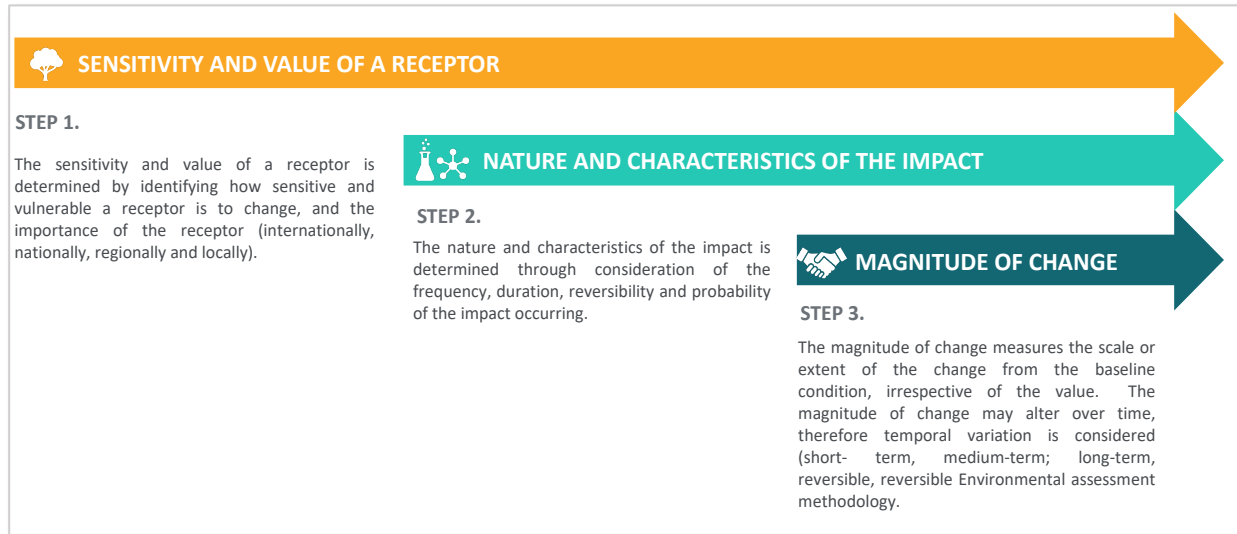 SENSITIVITY AND VALUE OF A RECEPTOR
STEP 1.
The sensitivity and value of a receptor is
determined by identifying how sensitive and
vulnerable a receptor is to change, and the
importance of the receptor (internationally,
nationally, regionally and locally).
NATURE AND CHARACTERISTICS OF THE IMPACT
STEP 2.
The nature and characteristics of the impact is
determined through consideration of the
frequency, duration, reversibility and probability
of the impact occurring.
MAGNITUDE OF CHANGE
STEP 3.
The magnitude of change measures the scale or
extent of the change from the baseline
condition, irrespective of the value. The
magnitude of change may alter over time,
therefore temporal variation is considered
(short- term, medium-term; long-term,
reversible, reversible Environmental assessment
methodology.